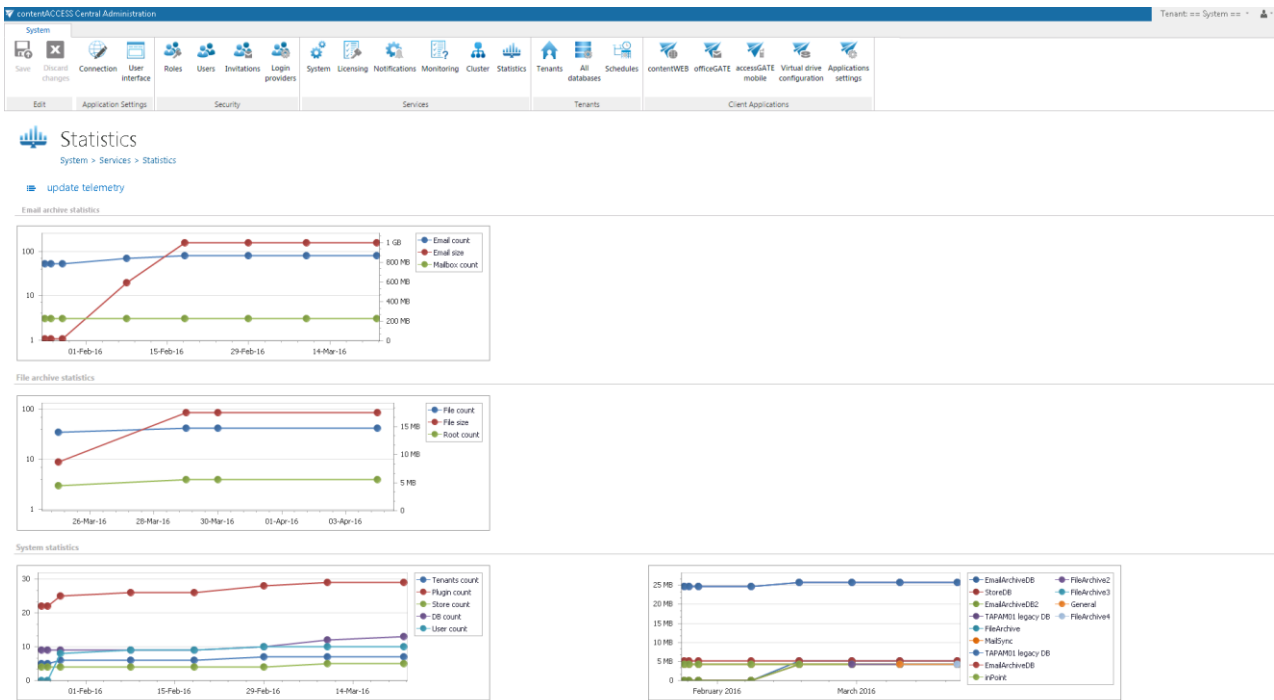 contentACCESS Central Administration
Tenant: == System ==
System
Save
Discard changes
Connection
User interface
Roles
Users
Invitations
Login providers
System
Licensing
Notifications
Monitoring
Cluster
Statistics
Tenants
All databases
Schedules
contentWEB
officeGATE
accessGATE mobile
Virtual drive configuration
Applications settings
Edit
Application Settings
Security
Services
Tenants
Client Applications
Statistics
System > Services > Statistics
update telemetry
Email archive statistics
100
10
1
1 GB
800 MB
600 MB
400 MB
200 MB
0
01-Feb-16
15-Feb-16
29-Feb-16
14-Mar-16
Email count
Email size
Mailbox count
File archive statistics
100
10
1
15 MB
10 MB
5 MB
0
26-Mar-16
28-Mar-16
30-Mar-16
01-Apr-16
03-Apr-16
File count
File size
Root count
System statistics
30
20
10
0
01-Feb-16
15-Feb-16
29-Feb-16
14-Mar-16
Tenants count
Plugin count
Store count
DB count
User count
25 MB
20 MB
15 MB
10 MB
5 MB
0
February 2016
March 2016
EmailArchiveDB
StoreDB
EmailArchiveDB2
TAPAM01 legacy DB
FileArchive
MailSync
TAPAM01 legacy DB
EmailArchiveDB
inPoint
FileArchive2
FileArchive3
General
FileArchive4